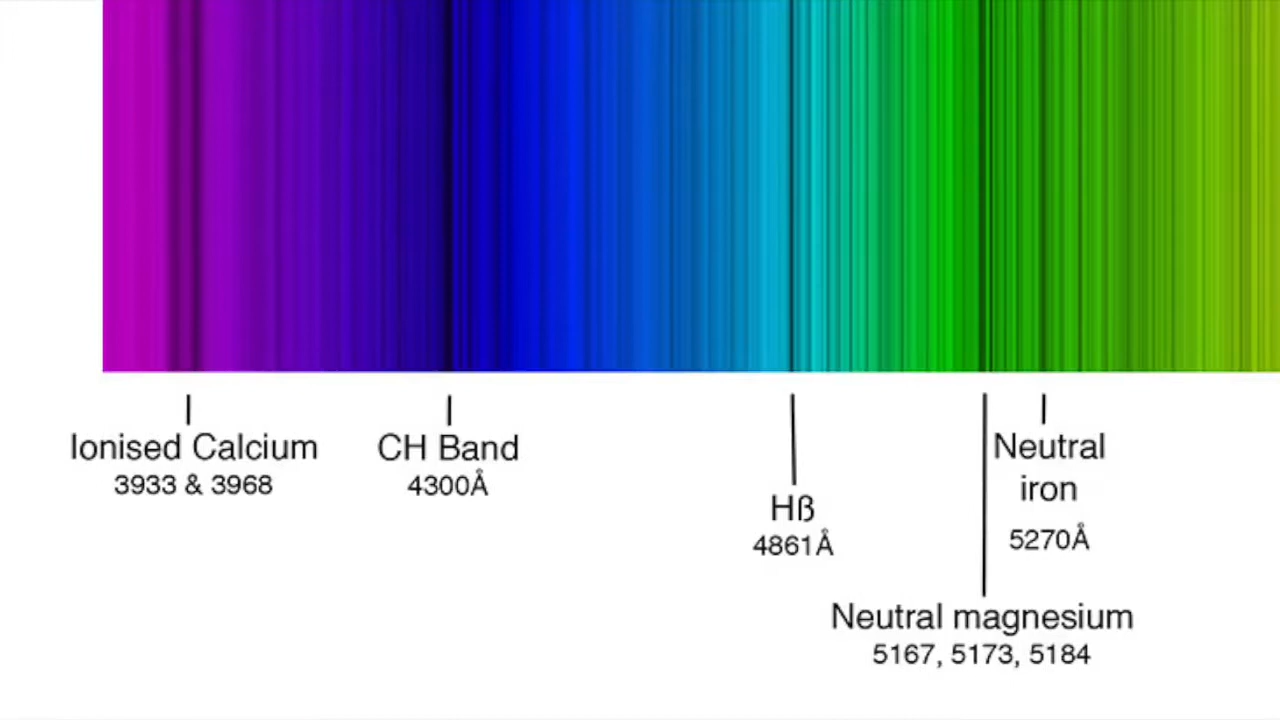 Ionised Calcium
3933 & 3968
CH Band
4300Å
Hß
4861Å
Neutral
iron
5270Å
Neutral magnesium
5167, 5173, 5184